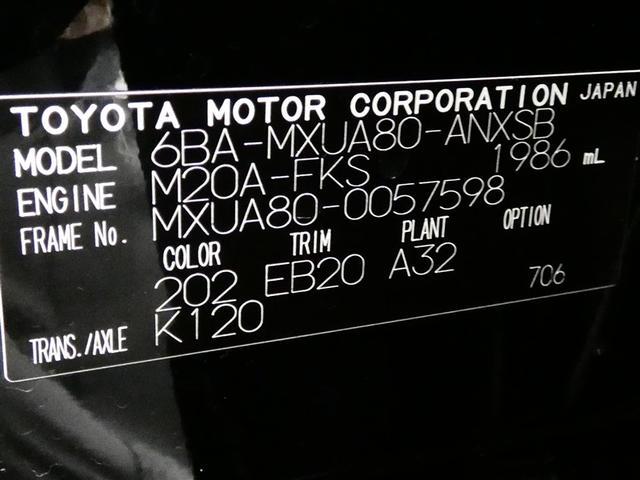 TOYOTA MOTOR CORPORATION JAPAN
MODEL 6BA-MXUA80-ANXSB
ENGINE M20A-FKS 1986 mL
FRAME No. MXUA80-0057598
COLOR TRIM PLANT OPTION
202 EB20 A32 706
TRANS./AXLE K120